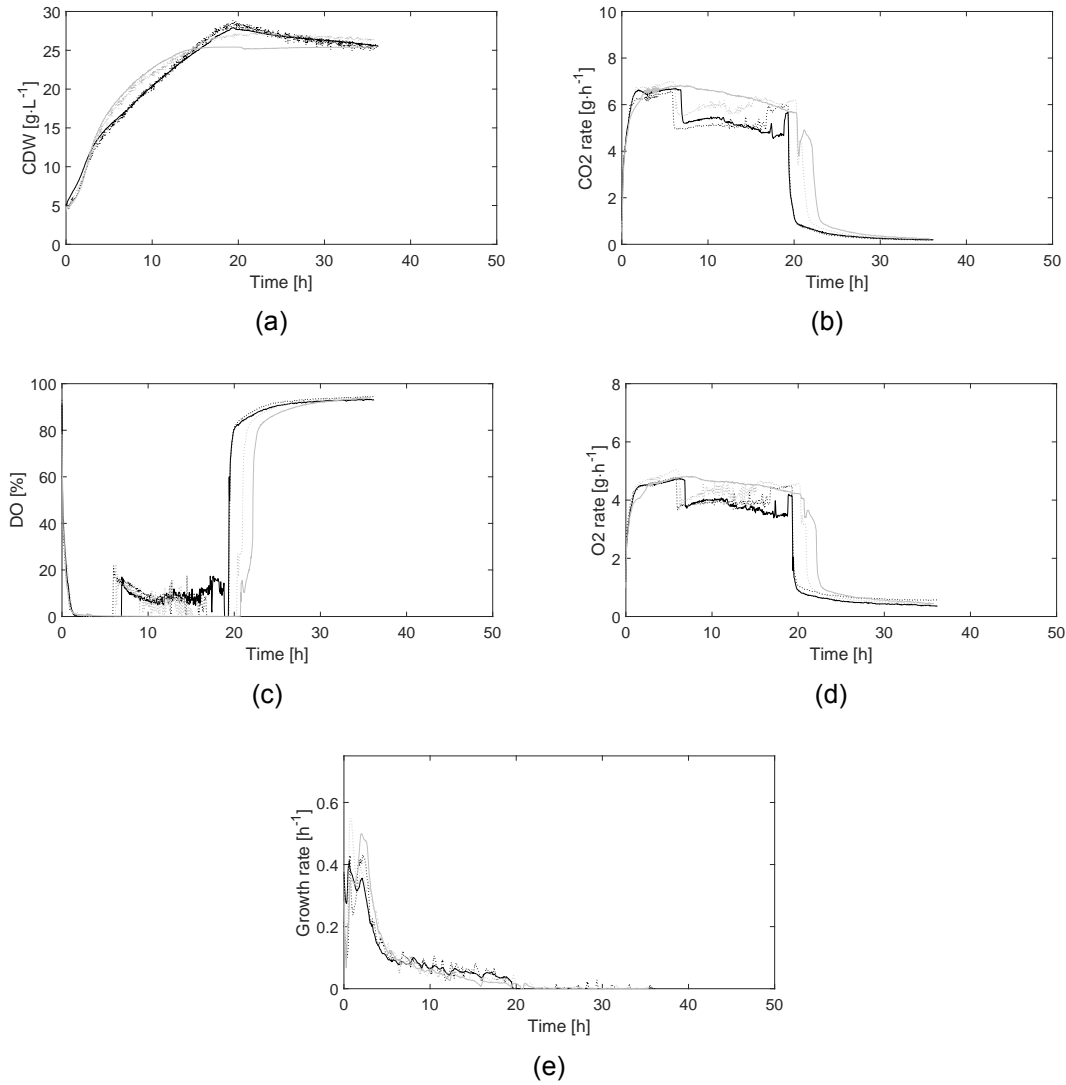 30
25
20
15
10
5
0
CDW [g·L⁻¹]
0 10 20 30 40 50
Time [h]
(a)
10
8
6
4
2
0
CO2 rate [g·h⁻¹]
0 10 20 30 40 50
Time [h]
(b)
100
80
60
40
20
0
DO [%]
0 10 20 30 40 50
Time [h]
(c)
8
6
4
2
0
O2 rate [g·h⁻¹]
0 10 20 30 40 50
Time [h]
(d)
0.6
0.4
0.2
0
Growth rate [h⁻¹]
0 10 20 30 40 50
Time [h]
(e)